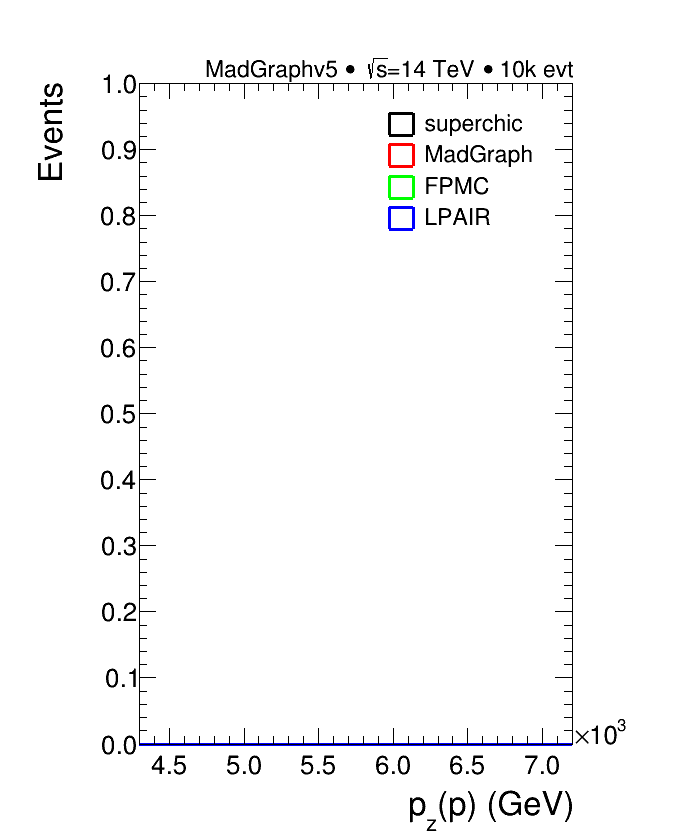 MadGraphv5 • √s=14 TeV • 10k evt
Events
1.0
0.9
0.8
0.7
0.6
0.5
0.4
0.3
0.2
0.1
0.0
superchic
MadGraph
FPMC
LPAIR
4.5 5.0 5.5 6.0 6.5 7.0
×10³
p_z(p) (GeV)